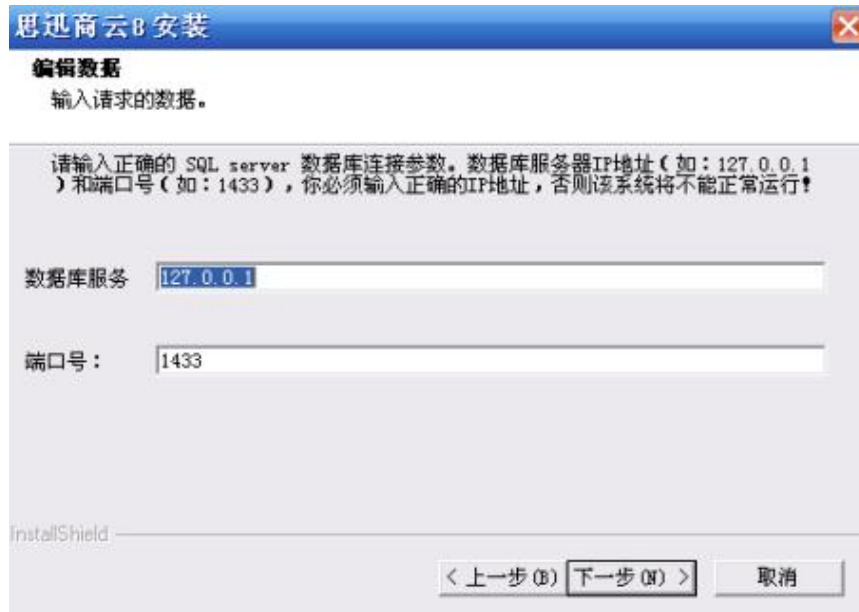 思迅商云8 安装
编辑数据
输入请求的数据。
请输入正确的 SQL server 数据库连接参数。数据库服务器IP地址(如:127.0.0.1
)和端口号(如:1433),你必须输入正确的IP地址,否则该系统将不能正常运行!
数据库服务 127.0.0.1
端口号: 1433
InstallShield
< 上一步(B) 下一步(N) > 取消